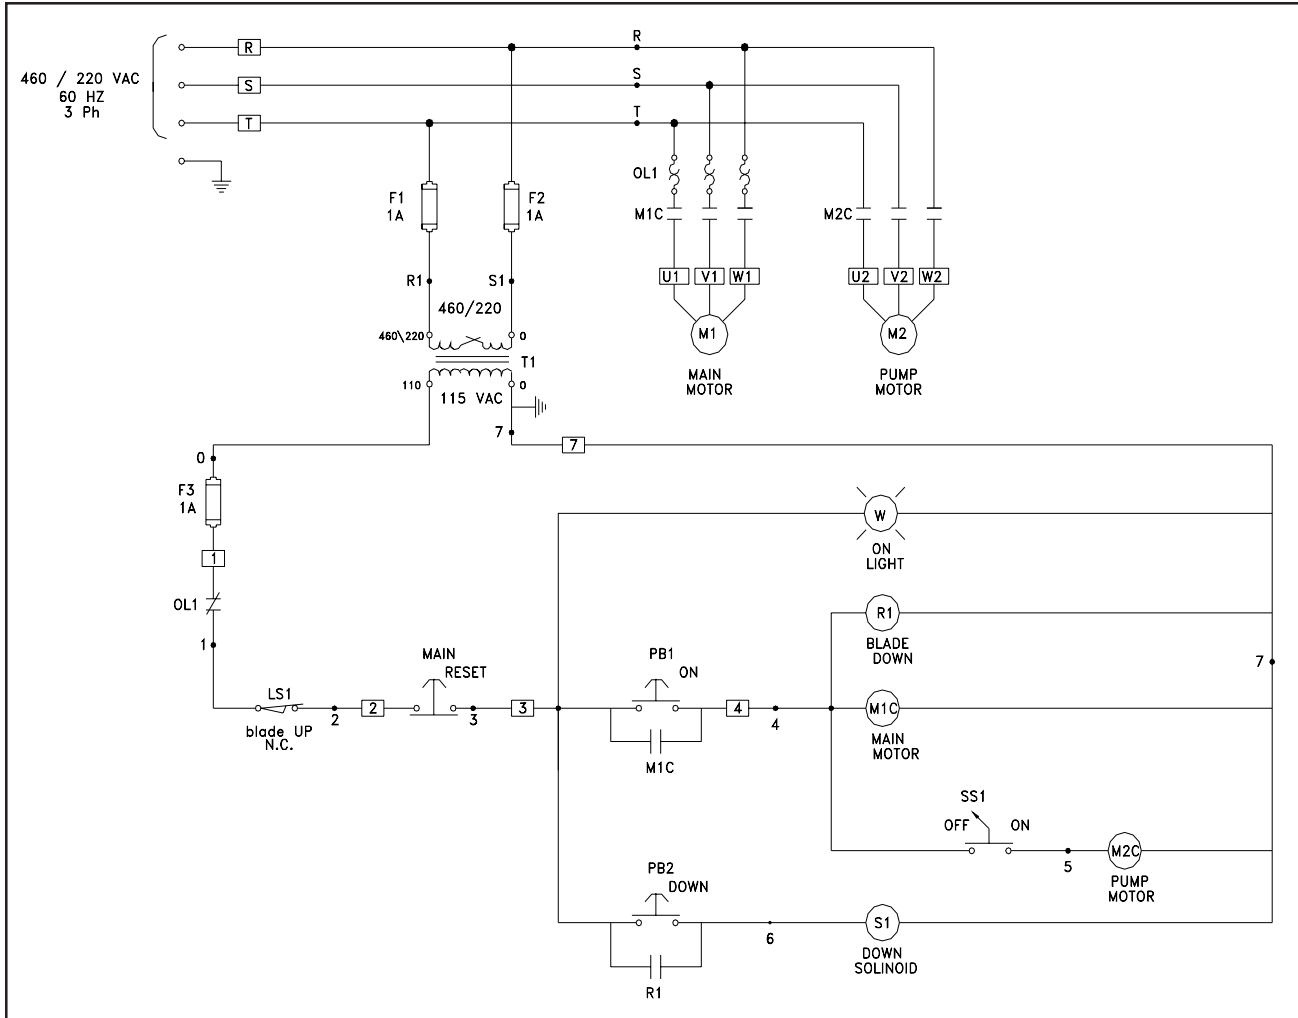 R
R
460 / 220 VAC
60 HZ
3 Ph
S
S
T
T
OL1
F1
1A
F2
1A
M1C
M2C
R1
S1
U1
V1
W1
U2
V2
W2
460/220
460\220
0
M1
M2
T1
MAIN
MOTOR
PUMP
MOTOR
110
0
115 VAC
7
7
0
F3
1A
W
ON
LIGHT
1
OL1
R1
BLADE
DOWN
1
MAIN
RESET
PB1
ON
7
LS1
2
2
3
3
4
4
M1C
blade UP
N.C.
MAIN
MOTOR
M1C
SS1
OFF
ON
5
M2C
PUMP
MOTOR
PB2
DOWN
6
S1
DOWN
SOLINOID
R1